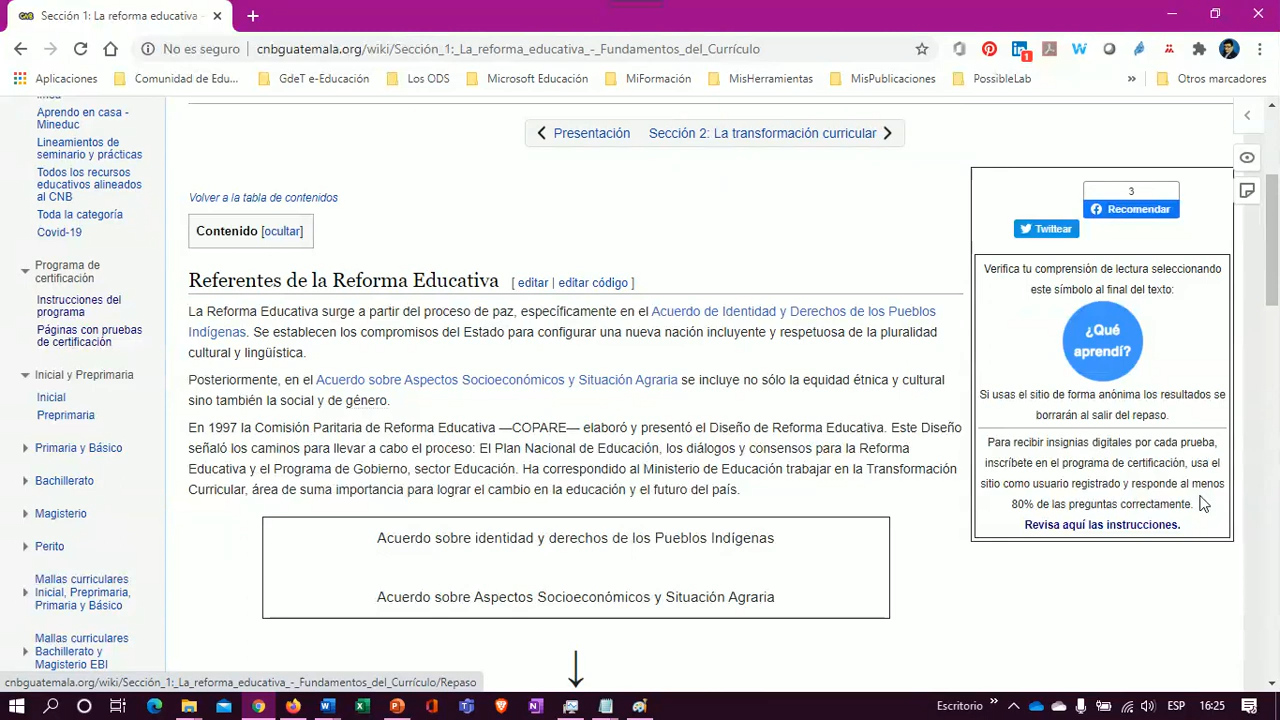 Sección 1: La reforma educativa -
No es seguro
cnbguatemala.org/wiki/Sección_1:_La_reforma_educativa_-_Fundamentos_del_Currículo
1
Aplicaciones
Comunidad de Edu...
GdeT e-Educación
Los ODS
Microsoft Educación
MiFormación
MisHerramientas
MisPublicaciones
PossibleLab
»
Otros marcadores
Aprendo en casa -
Mineduc
Lineamientos de
seminario y prácticas
Todos los recursos
educativos alineados
al CNB
Toda la categoría
Covid-19
Programa de
certificación
Instrucciones del
programa
Páginas con pruebas
de certificación
Inicial y Preprimaria
Inicial
Preprimaria
Primaria y Básico
Bachillerato
Magisterio
Perito
Mallas curriculares
Inicial, Preprimaria,
Primaria y Básico
Mallas curriculares
Bachillerato y
Magisterio EBI
Presentación
Sección 2: La transformación curricular
Volver a la tabla de contenidos
Contenido [ocultar]
Referentes de la Reforma Educativa [ editar | editar código ]
La Reforma Educativa surge a partir del proceso de paz, específicamente en el Acuerdo de Identidad y Derechos de los Pueblos
Indígenas. Se establecen los compromisos del Estado para configurar una nueva nación incluyente y respetuosa de la pluralidad
cultural y lingüística.
Posteriormente, en el Acuerdo sobre Aspectos Socioeconómicos y Situación Agraria se incluye no sólo la equidad étnica y cultural
sino también la social y de género.
En 1997 la Comisión Paritaria de Reforma Educativa —COPARE— elaboró y presentó el Diseño de Reforma Educativa. Este Diseño
señaló los caminos para llevar a cabo el proceso: El Plan Nacional de Educación, los diálogos y consensos para la Reforma
Educativa y el Programa de Gobierno, sector Educación. Ha correspondido al Ministerio de Educación trabajar en la Transformación
Curricular, área de suma importancia para lograr el cambio en la educación y el futuro del país.
Acuerdo sobre identidad y derechos de los Pueblos Indígenas
Acuerdo sobre Aspectos Socioeconómicos y Situación Agraria
3
Recomendar
Twittear
Verifica tu comprensión de lectura seleccionando
este símbolo al final del texto:
¿Qué
aprendí?
Si usas el sitio de forma anónima los resultados se
borrarán al salir del repaso.
Para recibir insignias digitales por cada prueba,
inscríbete en el programa de certificación, usa el
sitio como usuario registrado y responde al menos
80% de las preguntas correctamente.
Revisa aquí las instrucciones.
cnbguatemala.org/wiki/Sección_1:_La_reforma_educativa_-_Fundamentos_del_Currículo/Repaso
Escritorio
»
ESP
16:25